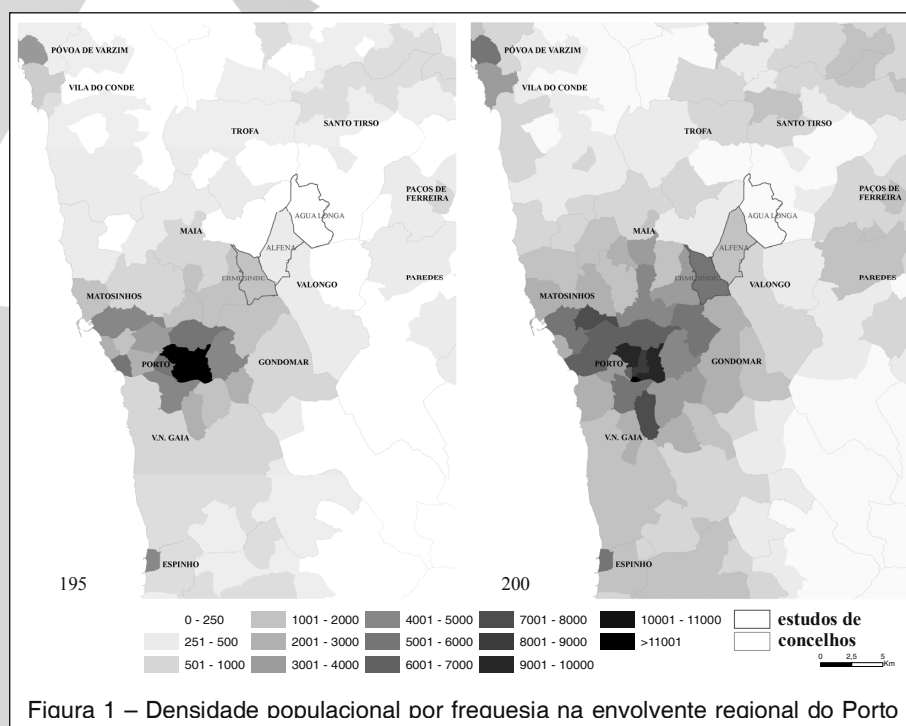 PÓVOA DE VARZIM
VILA DO CONDE
TROFA
SANTO TIRSO
PAÇOS DE
FERREIRA
ÁGUA LONGA
MAIA
ALFENA
ERMESINDE
VALONGO
PAREDES
MATOSINHOS
PORTO
GONDOMAR
V.N. GAIA
ESPINHO
195
PÓVOA DE VARZIM
VILA DO CONDE
TROFA
SANTO TIRSO
PAÇOS DE
FERREIRA
ÁGUA LONGA
MAIA
ALFENA
ERMESINDE
VALONGO
PAREDES
MATOSINHOS
PORTO
GONDOMAR
V.N. GAIA
ESPINHO
200
0 - 250
251 - 500
501 - 1000
1001 - 2000
2001 - 3000
3001 - 4000
4001 - 5000
5001 - 6000
6001 - 7000
7001 - 8000
8001 - 9000
9001 - 10000
10001 - 11000
>11001
estudos de
concelhos
0 2,5 5
Km
Figura 1 – Densidade populacional por freguesia na envolvente regional do Porto